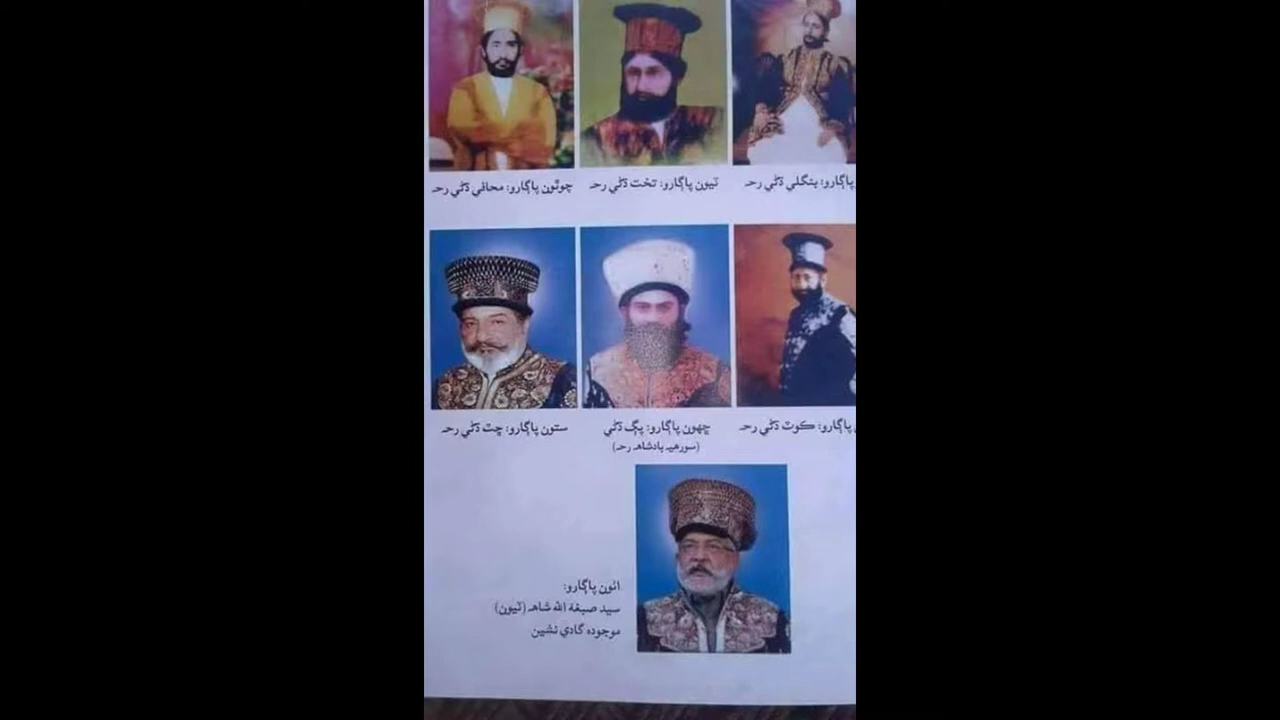 پاڳارو: بنگلي ڌڻي رحہ
ٽيون پاڳارو: تخت ڌڻي رحہ
چوٿون پاڳارو: محافي ڌڻي رحہ
پاڳارو: ڪوٽ ڌڻي رحہ
ڇهون پاڳارو: پڳ ڌڻي
(سورهيہ بادشاهہ رحہ)
ستون پاڳارو: ڇٽ ڌڻي رحہ
اٺون پاڳارو:
سيد صبغة الله شاهہ (ٽيون)
موجوده گادي نشين